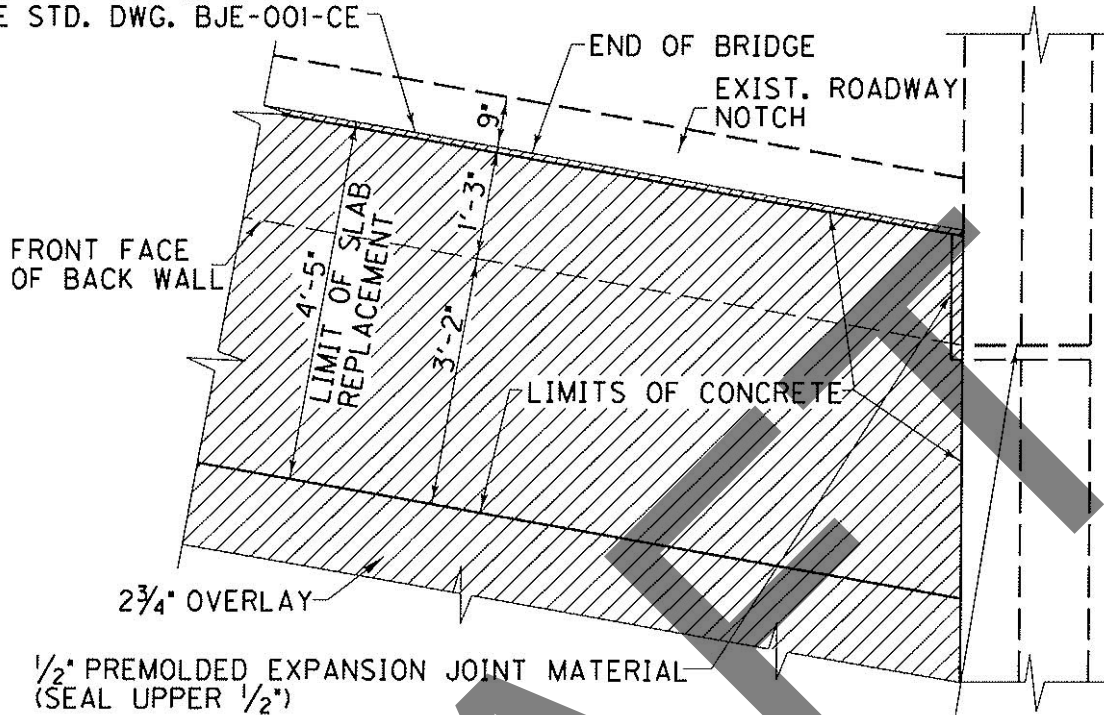 E STD. DWG. BJE-001-CE
END OF BRIDGE
EXIST. ROADWAY
NOTCH
9"
1'-3"
FRONT FACE
OF BACK WALL
4'-5"
LIMIT OF SLAB
REPLACEMENT
3'-2"
LIMITS OF CONCRETE
2¾" OVERLAY
½" PREMOLDED EXPANSION JOINT MATERIAL
(SEAL UPPER ½")